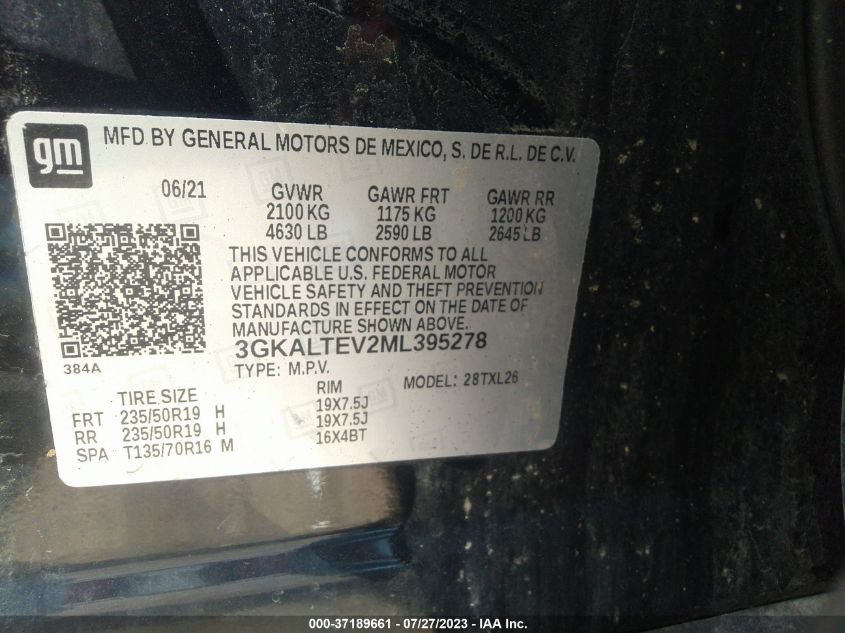 gm
MFD BY GENERAL MOTORS DE MEXICO, S. DE R.L. DE C.V.
06/21 GVWR GAWR FRT GAWR RR
2100 KG 1175 KG 1200 KG
4630 LB 2590 LB 2645 LB
THIS VEHICLE CONFORMS TO ALL
APPLICABLE U.S. FEDERAL MOTOR
VEHICLE SAFETY AND THEFT PREVENTION
STANDARDS IN EFFECT ON THE DATE OF
MANUFACTURE SHOWN ABOVE.
3GKALTEV2ML395278
384A
TYPE: M.P.V. MODEL: 28TXL26
TIRE SIZE RIM
FRT 235/50R19 H 19X7.5J
RR 235/50R19 H 19X7.5J
SPA T135/70R16 M 16X4BT
000-37189661 - 07/27/2023 - IAA Inc.